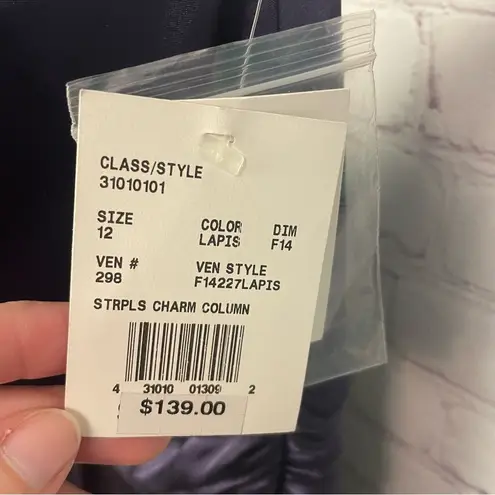 CLASS/STYLE
31010101
SIZE COLOR DIM
12 LAPIS F14
VEN # VEN STYLE
298 F14227LAPIS
STRPLS CHARM COLUMN
4 31010 01309 2
$139.00